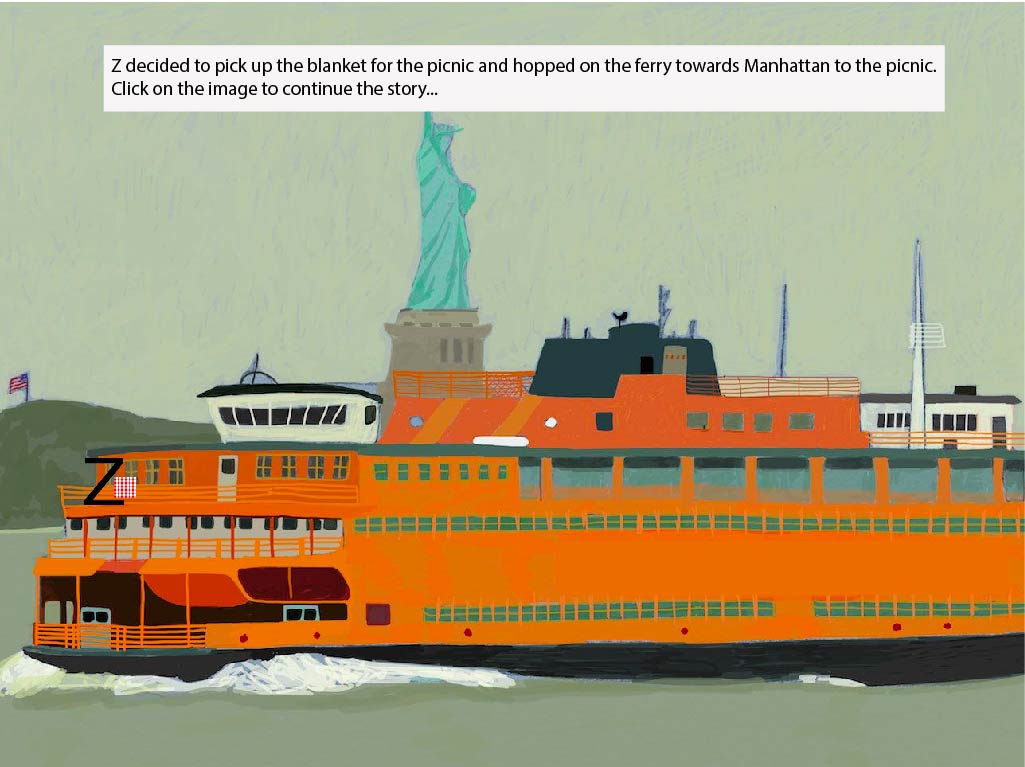 Z decided to pick up the blanket for the picnic and hopped on the ferry towards Manhattan to the picnic.
Click on the image to continue the story...
Z